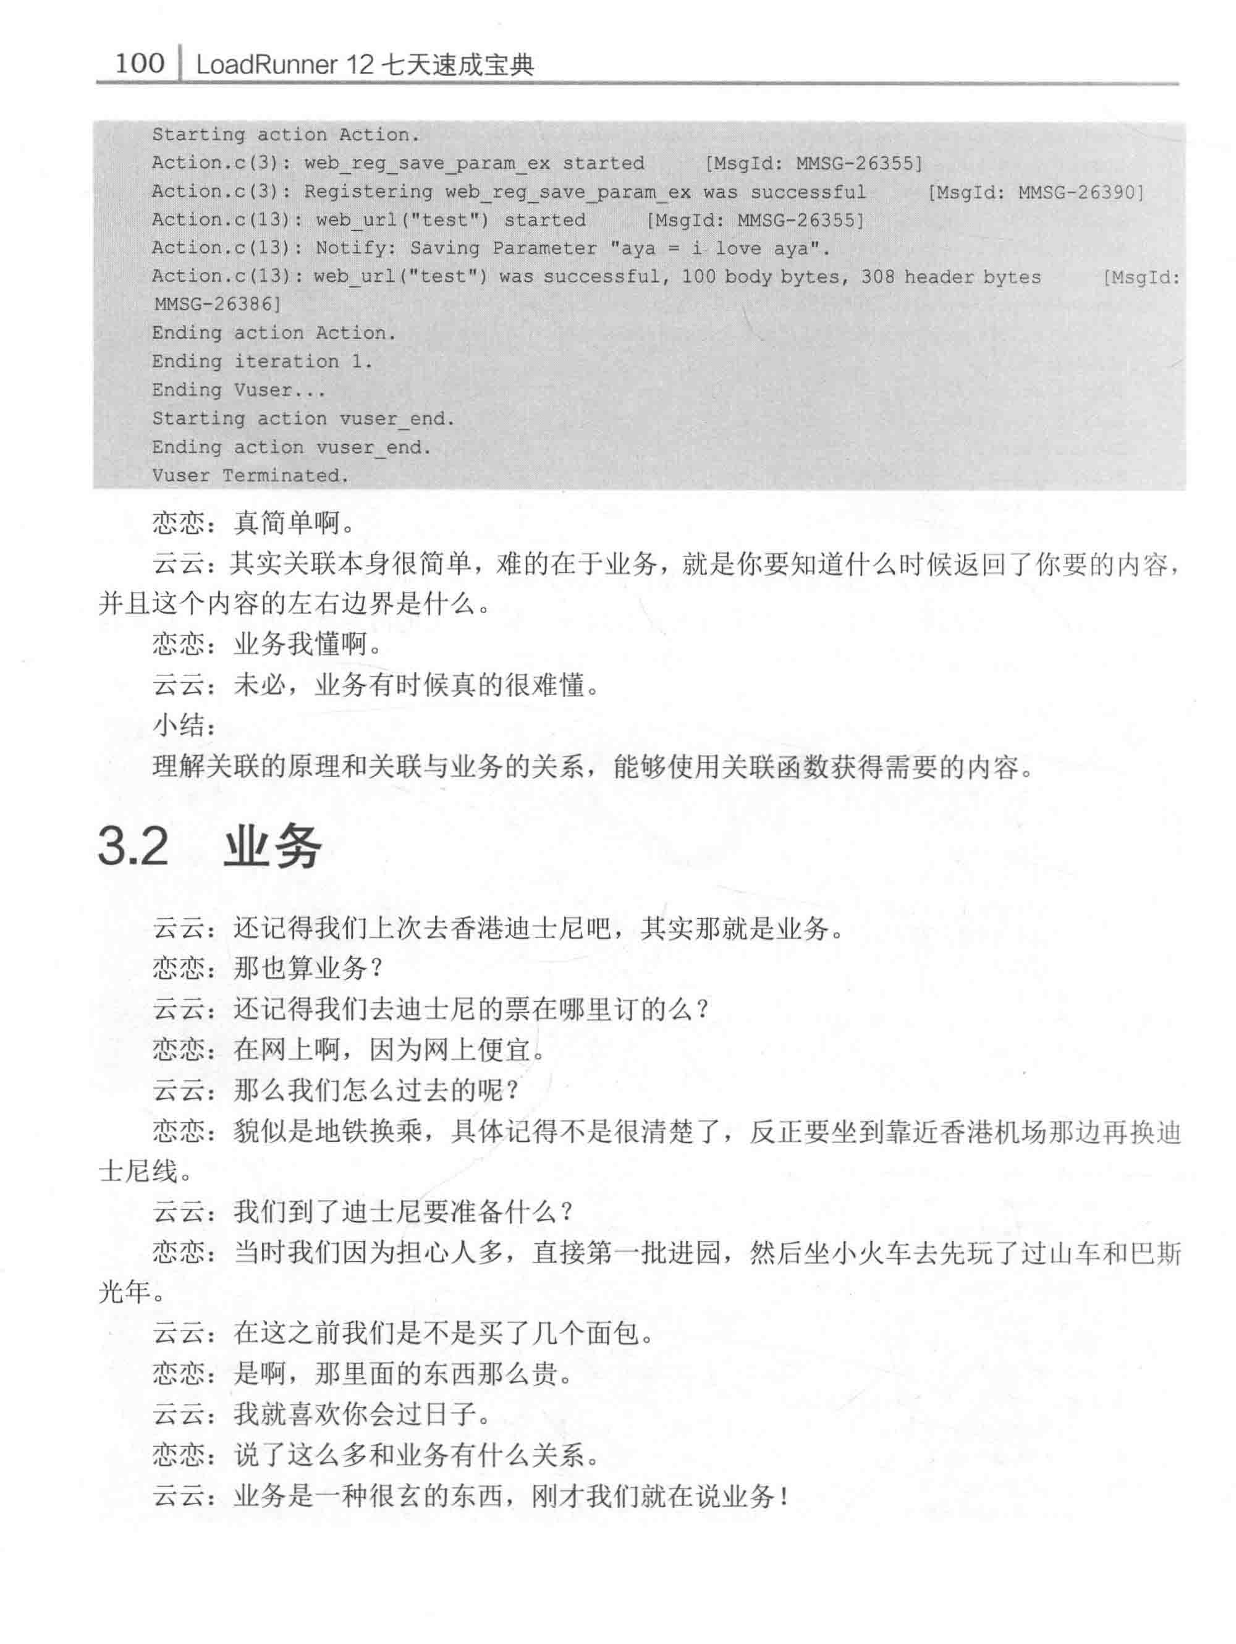 100 LoadRunner 12 七天速成宝典
Starting action Action.
Action.c(3): web_reg_save_param_ex started [MsgId: MMSG-26355]
Action.c(3): Registering web_reg_save_param_ex was successful [MsgId: MMSG-26390]
Action.c(13): web_url("test") started [MsgId: MMSG-26355]
Action.c(13): Notify: Saving Parameter "aya = i love aya".
Action.c(13): web_url("test") was successful, 100 body bytes, 308 header bytes [MsgId:
MMSG-26386]
Ending action Action.
Ending iteration 1.
Ending Vuser...
Starting action vuser_end.
Ending action vuser_end.
Vuser Terminated.
恋恋：真简单啊。
云云：其实关联本身很简单，难的在于业务，就是你要知道什么时候返回了你要的内容，
并且这个内容的左右边界是什么。
恋恋：业务我懂啊。
云云：未必，业务有时候真的很难懂。
小结：
理解关联的原理和关联与业务的关系，能够使用关联函数获得需要的内容。
3.2 业务
云云：还记得我们上次去香港迪士尼吧，其实那就是业务。
恋恋：那也算业务？
云云：还记得我们去迪士尼的票在哪里订的么？
恋恋：在网上啊，因为网上便宜。
云云：那么我们怎么过去的呢？
恋恋：貌似是地铁换乘，具体记得不是很清楚了，反正要坐到靠近香港机场那边再换迪
士尼线。
云云：我们到了迪士尼要准备什么？
恋恋：当时我们因为担心人多，直接第一批进园，然后坐小火车去先玩了过山车和巴斯
光年。
云云：在这之前我们是不是买了几个面包。
恋恋：是啊，那里面的东西那么贵。
云云：我就喜欢你会过日子。
恋恋：说了这么多和业务有什么关系。
云云：业务是一种很玄的东西，刚才我们就在说业务！